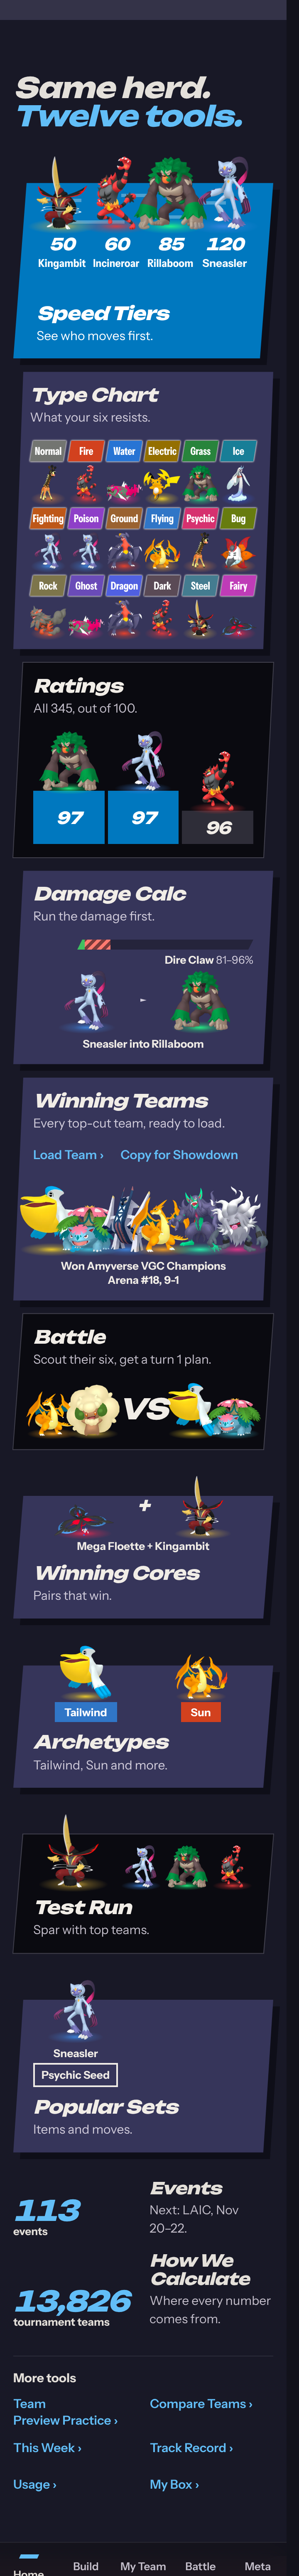 Same herd.
Twelve tools.
50 60 85 120
Kingambit Incineroar Rillaboom Sneasler
Speed Tiers
See who moves first.
Type Chart
What your six resists.
Normal Fire Water Electric Grass Ice
Fighting Poison Ground Flying Psychic Bug
Rock Ghost Dragon Dark Steel Fairy
Ratings
All 345, out of 100.
97 97 96
Damage Calc
Run the damage first.
Dire Claw 81–96%
Sneasler into Rillaboom
Winning Teams
Every top-cut team, ready to load.
Load Team › Copy for Showdown
Won Amyverse VGC Champions
Arena #18, 9-1
Battle
Scout their six, get a turn 1 plan.
VS
+
Mega Floette + Kingambit
Winning Cores
Pairs that win.
Tailwind Sun
Archetypes
Tailwind, Sun and more.
Test Run
Spar with top teams.
Sneasler
Psychic Seed
Popular Sets
Items and moves.
113
events
Events
Next: LAIC, Nov
20–22.
13,826
tournament teams
How We
Calculate
Where every number
comes from.
More tools
Team
Preview Practice ›
Compare Teams ›
This Week › Track Record ›
Usage › My Box ›
Home Build My Team Battle Meta